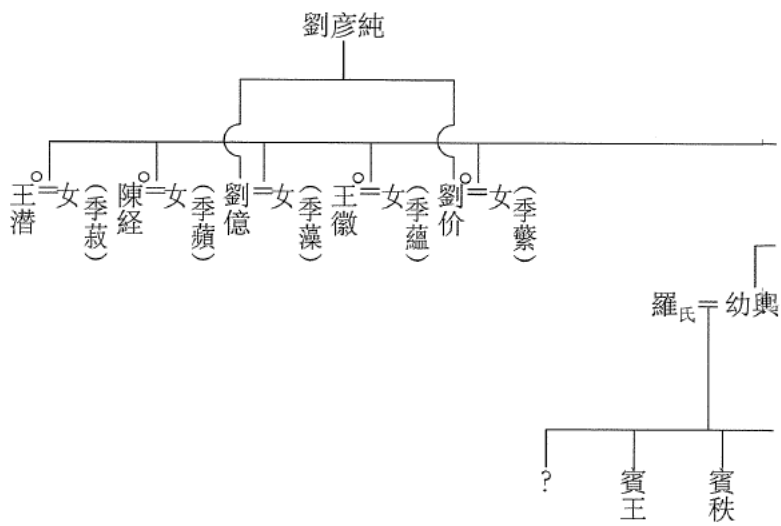 劉彦純
(季蘩)
女=劉价
(季蘊)
女=王徽
(季藻)
女=劉億
(季蘋)
女=陳経
(季菽)
女=王潜
幼輿=羅氏
賓秩
賓王
?